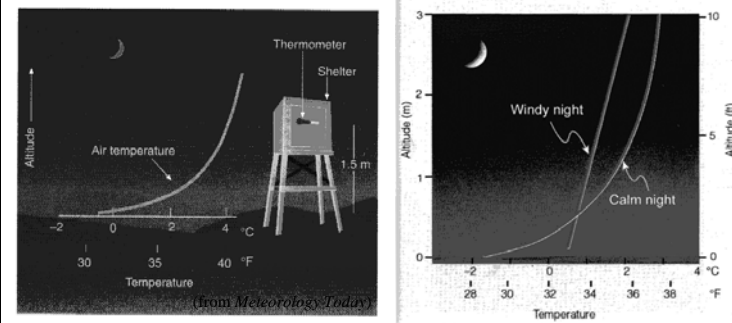 Thermometer
Shelter
Altitude
Air temperature
1.5 m
-2 0 2 4 °C
30 35 40 °F
Temperature
(from Meteorology Today)
3
2
1
0
Altitude (m)
10
5
0
Altitude (ft)
Windy night
Calm night
-2 0 2 4 °C
28 30 32 34 36 38 °F
Temperature